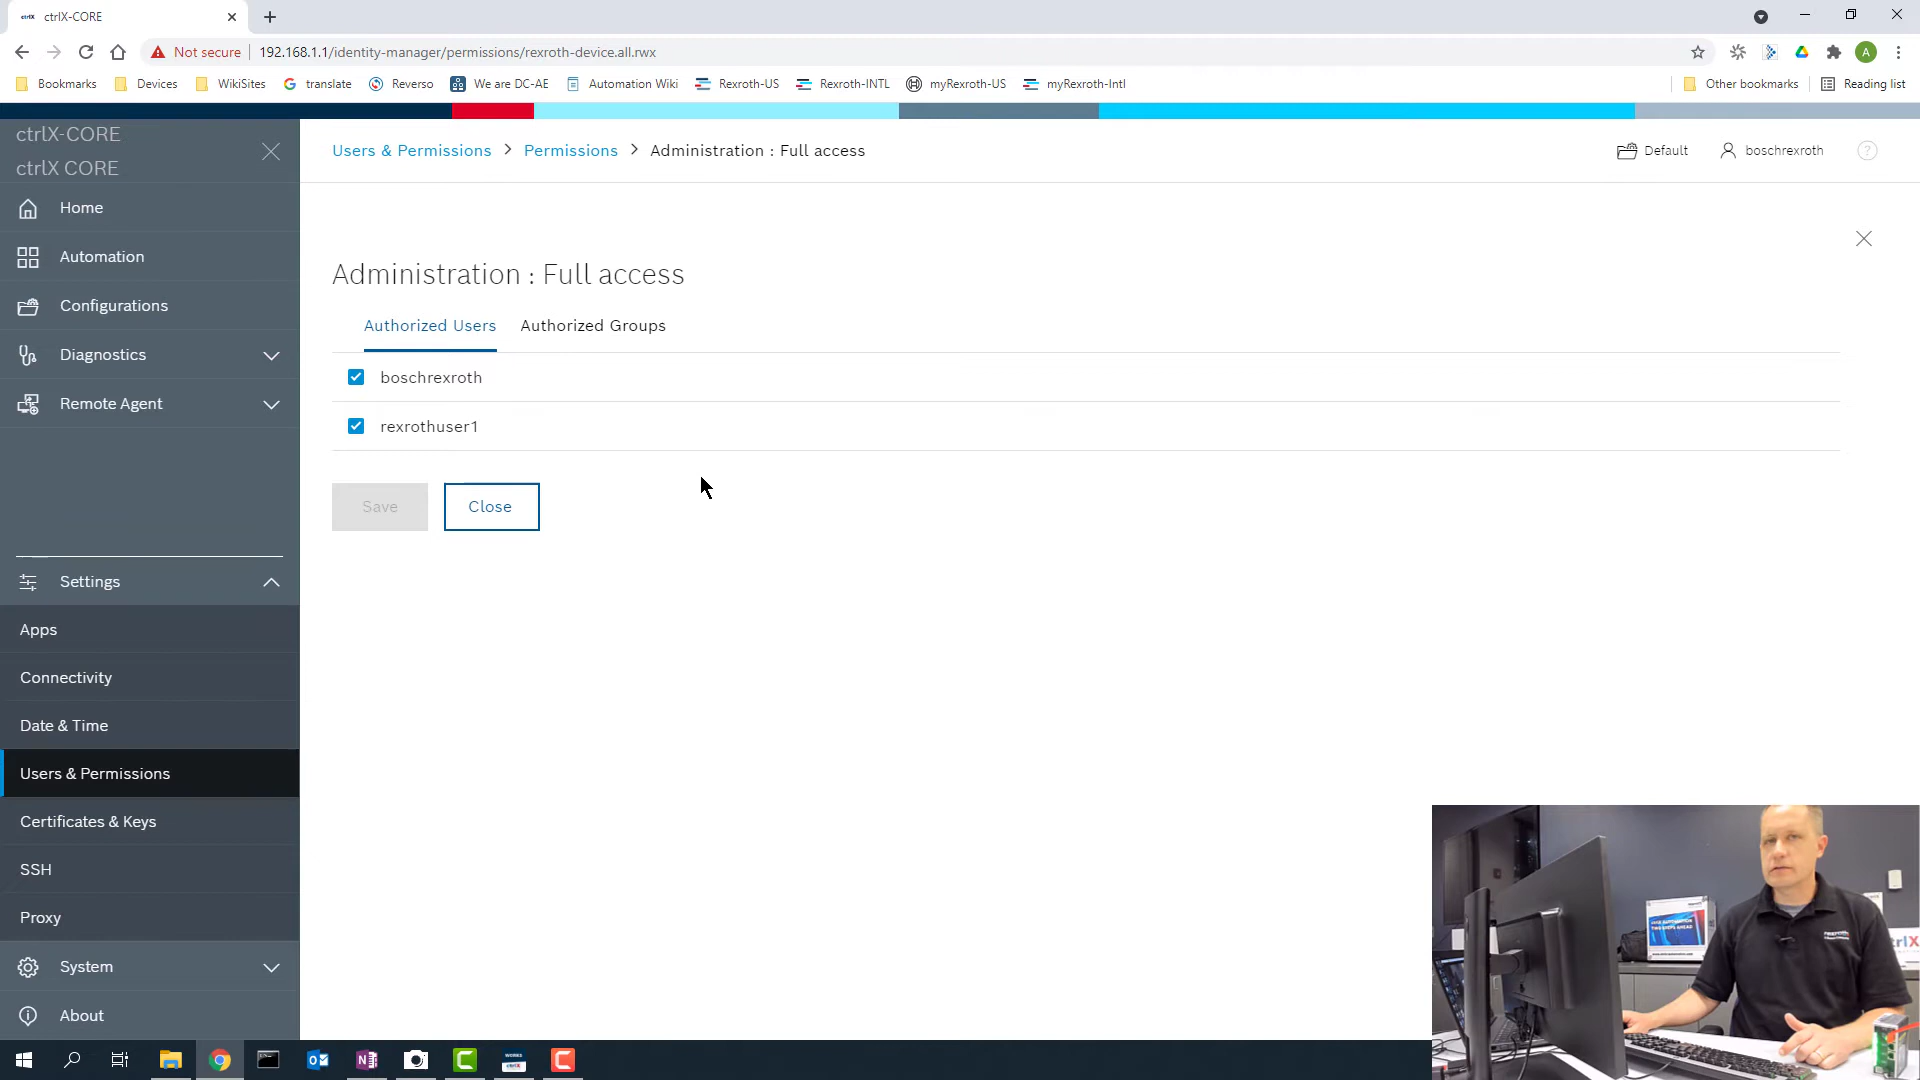 ctrlX-CORE
Not secure 192.168.1.1/identity-manager/permissions/rexroth-device.all.rwx
A
Bookmarks Devices WikiSites translate Reverso We are DC-AE Automation Wiki Rexroth-US Rexroth-INTL myRexroth-US myRexroth-Intl Other bookmarks Reading list
ctrlX-CORE
ctrlX CORE
Users & Permissions > Permissions > Administration : Full access
Default boschrexroth ?
Home
Automation
Configurations
Diagnostics
Remote Agent
Administration : Full access
Authorized Users Authorized Groups
boschrexroth
rexrothuser1
Save Close
Settings
Apps
Connectivity
Date & Time
Users & Permissions
Certificates & Keys
SSH
Proxy
System
About